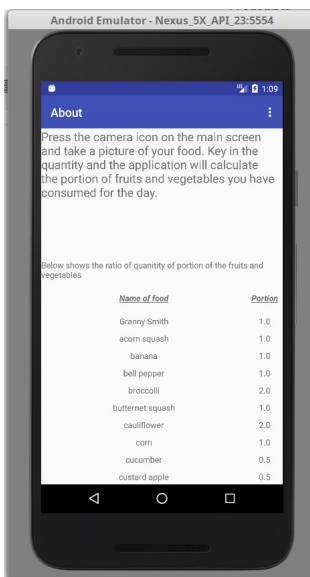 Android Emulator - Nexus_5X_API_23:5554
1:09
About
Press the camera icon on the main screen
and take a picture of your food. Key in the
quantity and the application will calculate
the portion of fruits and vegetables you have
consumed for the day.
Below shows the ratio of quanitity of portion of the fruits and
vegetables
Name of food Portion
Granny Smith 1.0
acorn squash 1.0
banana 1.0
bell pepper 1.0
broccolli 2.0
butternet squash 1.0
cauliflower 2.0
corn 1.0
cucumber 0.5
custard apple 0.5